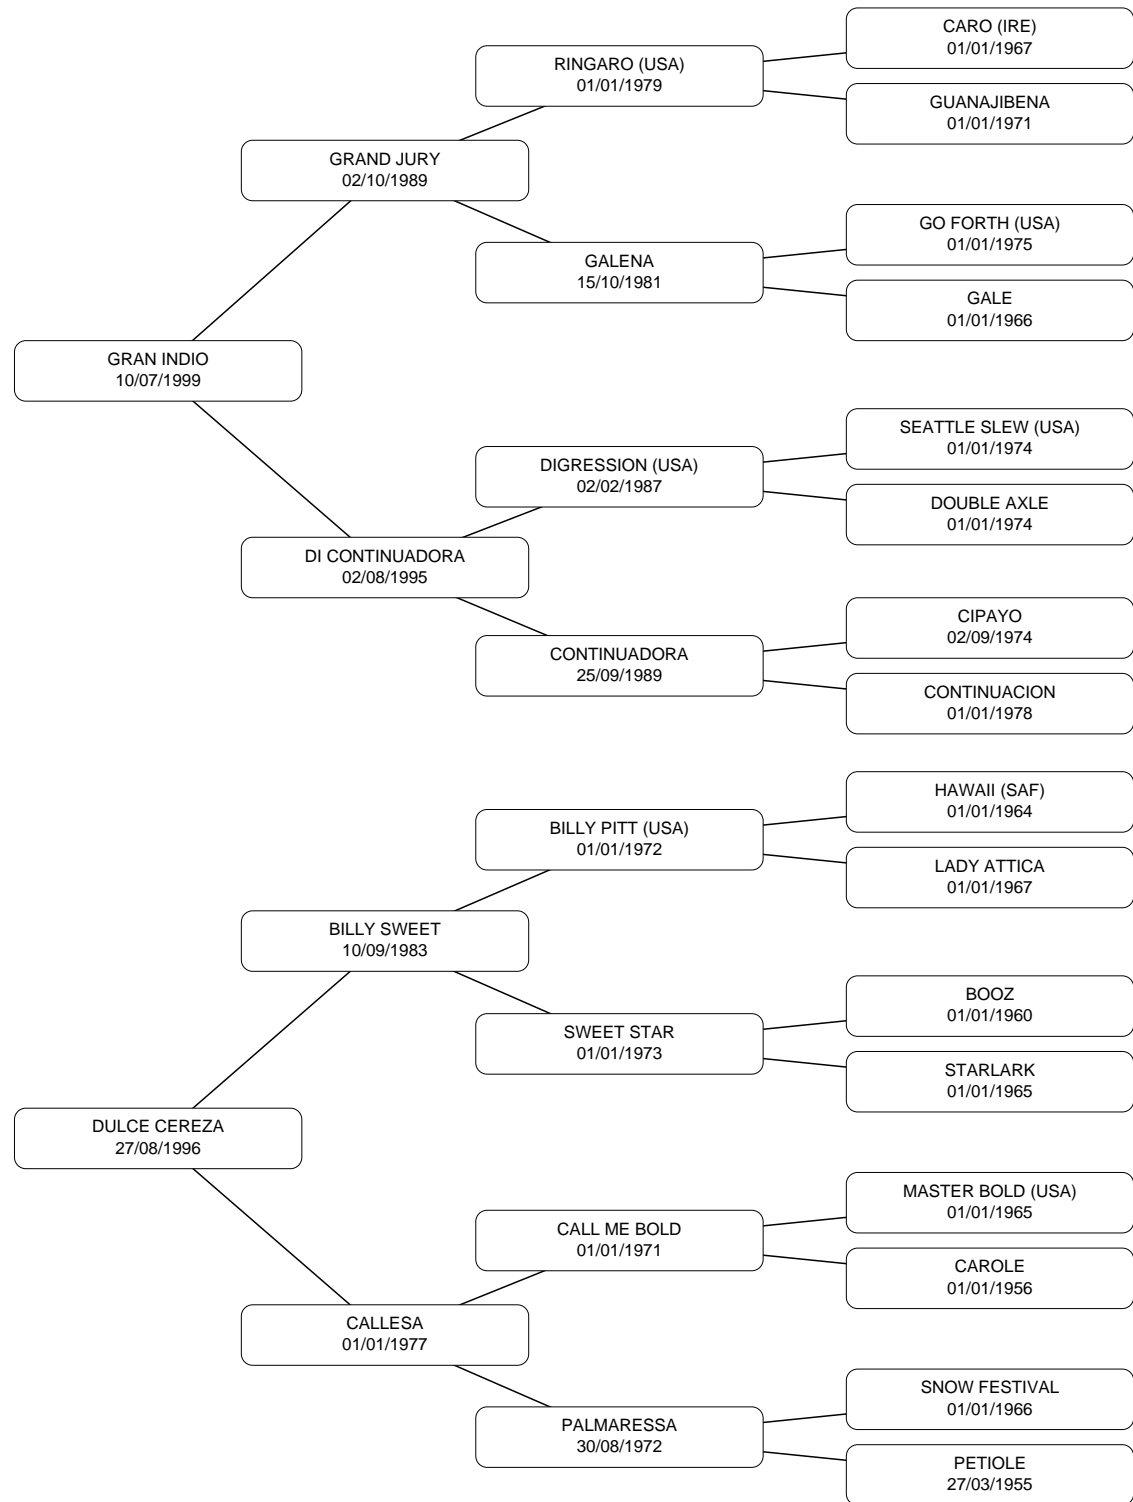 CARO (IRE)
01/01/1967
RINGARO (USA)
01/01/1979
GUANAJIBENA
01/01/1971
GRAND JURY
02/10/1989
GO FORTH (USA)
01/01/1975
GALENA
15/10/1981
GALE
01/01/1966
GRAN INDIO
10/07/1999
SEATTLE SLEW (USA)
01/01/1974
DIGRESSION (USA)
02/02/1987
DOUBLE AXLE
01/01/1974
DI CONTINUADORA
02/08/1995
CIPAYO
02/09/1974
CONTINUADORA
25/09/1989
CONTINUACION
01/01/1978
HAWAII (SAF)
01/01/1964
BILLY PITT (USA)
01/01/1972
LADY ATTICA
01/01/1967
BILLY SWEET
10/09/1983
BOOZ
01/01/1960
SWEET STAR
01/01/1973
STARLARK
01/01/1965
DULCE CEREZA
27/08/1996
MASTER BOLD (USA)
01/01/1965
CALL ME BOLD
01/01/1971
CAROLE
01/01/1956
CALLESA
01/01/1977
SNOW FESTIVAL
01/01/1966
PALMARESSA
30/08/1972
PETIOLE
27/03/1955